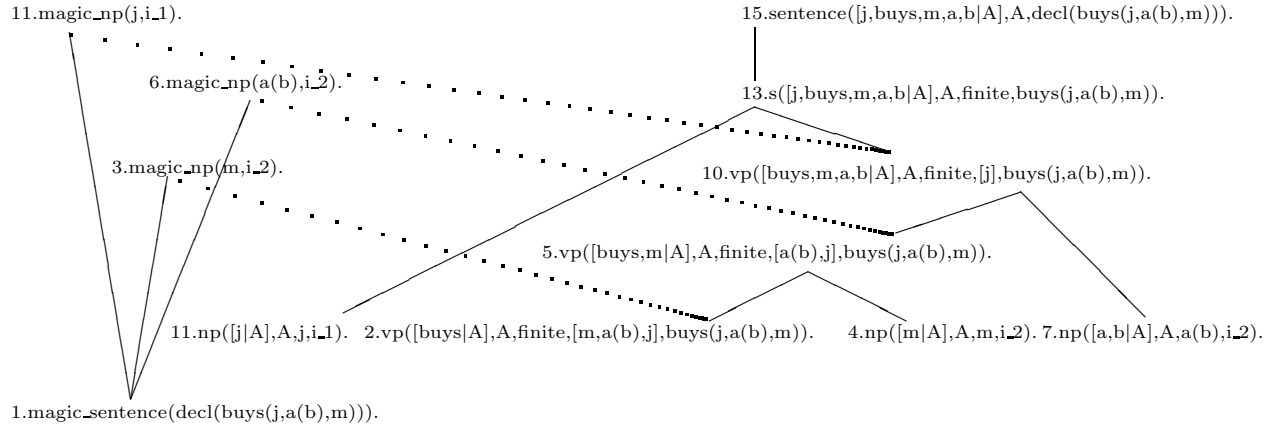 11.magic_np(j,i_1).
15.sentence([j,buys,m,a,b|A],A,decl(buys(j,a(b),m))).
6.magic_np(a(b),i_2).
13.s([j,buys,m,a,b|A],A,finite,buys(j,a(b),m)).
3.magic_np(m,i_2).
10.vp([buys,m,a,b|A],A,finite,[j],buys(j,a(b),m)).
5.vp([buys,m|A],A,finite,[a(b),j],buys(j,a(b),m)).
11.np([j|A],A,j,i_1).
2.vp([buys|A],A,finite,[m,a(b),j],buys(j,a(b),m)).
4.np([m|A],A,m,i_2).
7.np([a,b|A],A,a(b),i_2).
1.magic_sentence(decl(buys(j,a(b),m))).